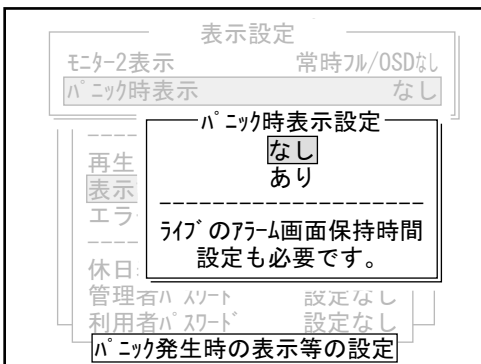 表示設定
ﾓﾆﾀｰ2表示 常時ﾌﾙ/OSDなし
ﾊﾟﾆｯｸ時表示 なし
ﾊﾟﾆｯｸ時表示設定
なし
あり
ﾗｲﾌﾞのｱﾗｰﾑ画面保持時間
設定も必要です。
再生
表示
エラ
休日
管理者ﾊﾟｽﾜｰﾄﾞ 設定なし
利用者ﾊﾟｽﾜｰﾄﾞ 設定なし
ﾊﾟﾆｯｸ発生時の表示等の設定